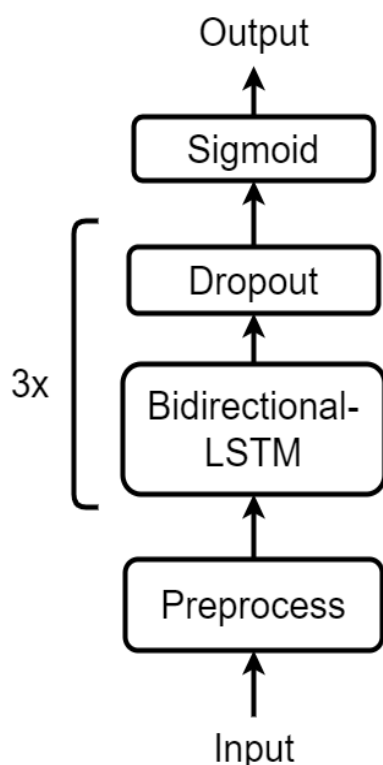 Output
Sigmoid
Dropout
3x
Bidirectional-
LSTM
Preprocess
Input